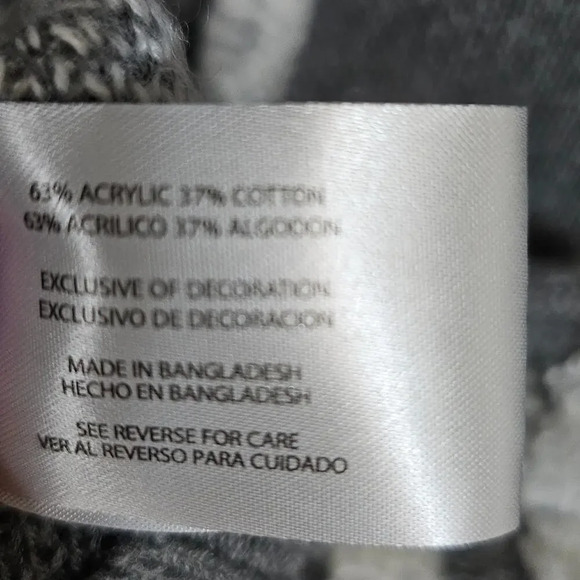 63% ACRYLIC 37% COTTON
63% ACRILICO 37% ALGODON
EXCLUSIVE OF DECORATION
EXCLUSIVO DE DECORACION
MADE IN BANGLADESH
HECHO EN BANGLADESH
SEE REVERSE FOR CARE
VER AL REVERSO PARA CUIDADO